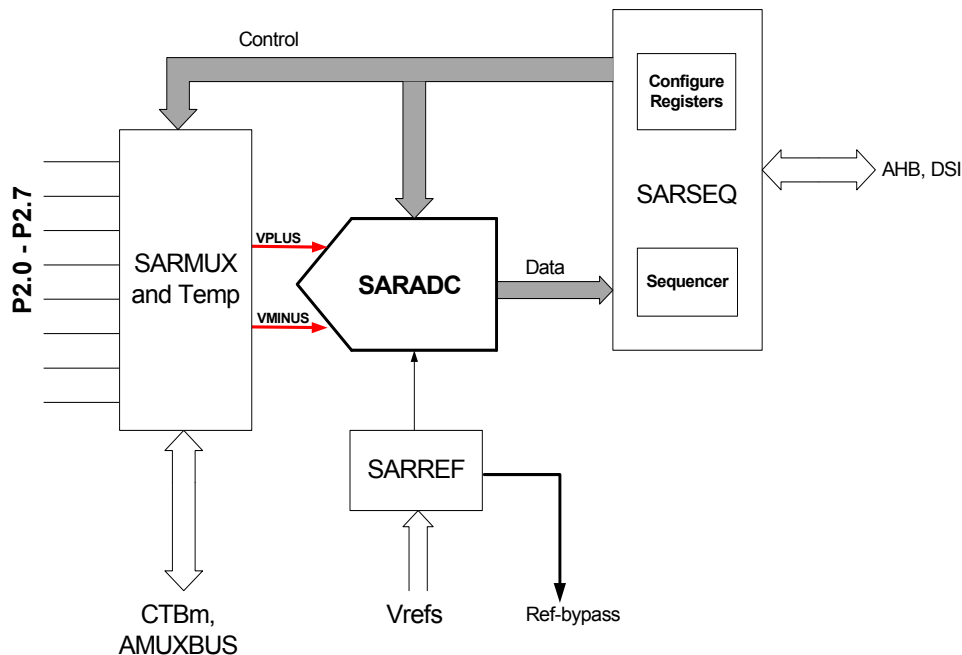 Control
Configure
Registers
SARSEQ
Sequencer
AHB, DSI
P2.0 - P2.7
SARMUX
and Temp
VPLUS
VMINUS
SARADC
Data
SARREF
CTBm,
AMUXBUS
Vrefs
Ref-bypass